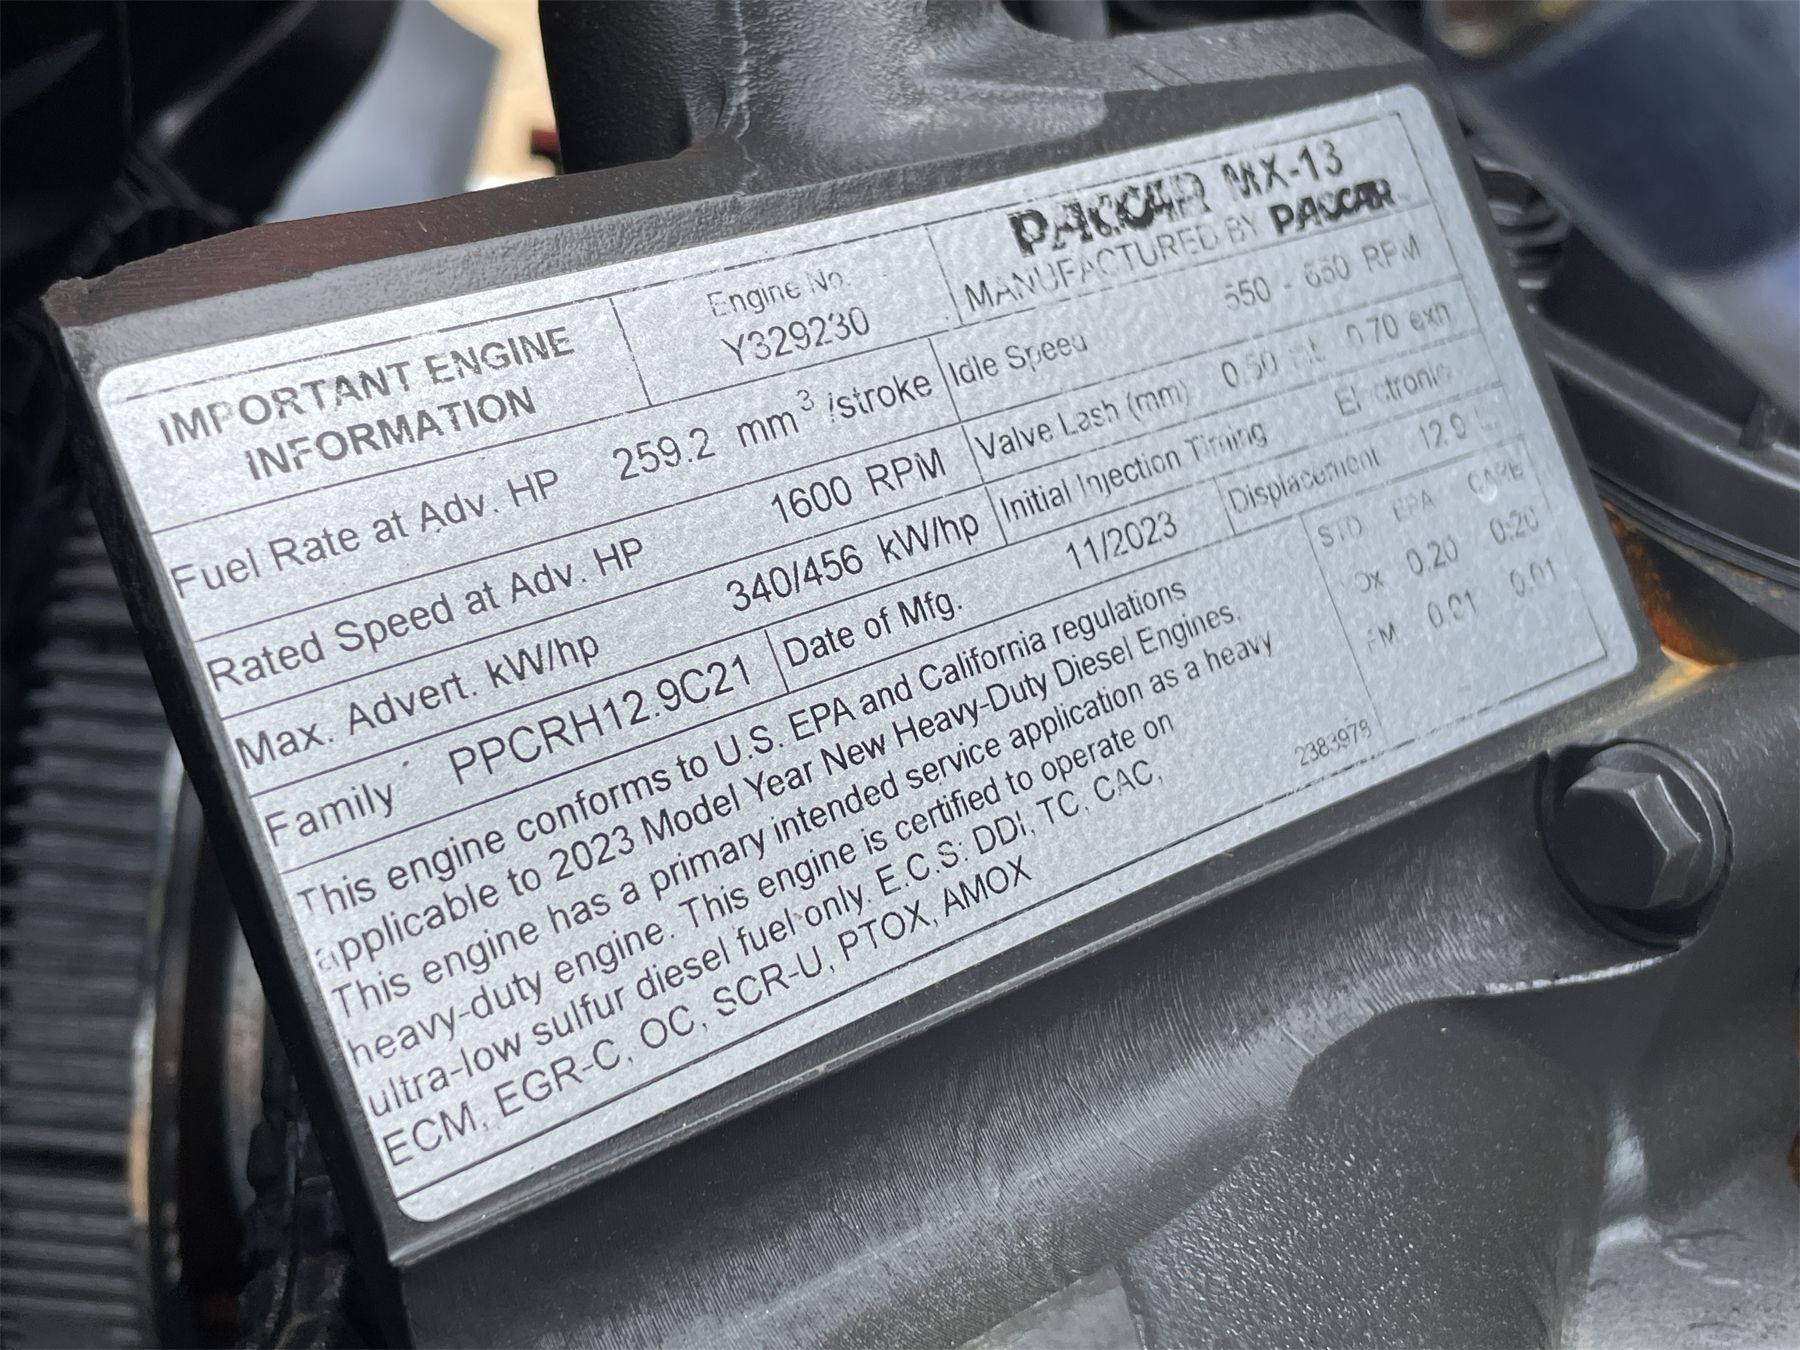 IMPORTANT ENGINE
INFORMATION
Engine No.
Y329230
PACCAR MX-13
MANUFACTURED BY PACCAR
Fuel Rate at Adv. HP 259.2 mm³/stroke
Idle Speed 550 - 650 RPM
Rated Speed at Adv. HP 1600 RPM
Valve Lash (mm) 0.50 0.70 exh
Max. Advert. kW/hp 340/456 kW/hp
Initial Injection Timing Electronic
Family PPCRH12.9C21
Date of Mfg. 11/2023
Displacement 12.9
This engine conforms to U.S. EPA and California regulations
applicable to 2023 Model Year New Heavy-Duty Diesel Engines.
This engine has a primary intended service application as a heavy
heavy-duty engine. This engine is certified to operate on
ultra-low sulfur diesel fuel only. E.C.S: DDI, TC, CAC,
ECM, EGR-C, OC, SCR-U, PTOX, AMOX
STD EPA CARB
0.20 0.20
PM 0.01 0.01
2383978